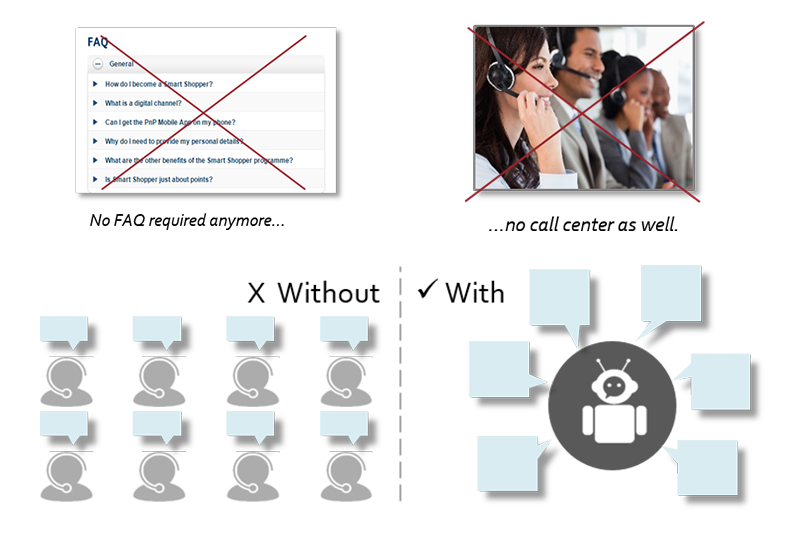 FAQ
General
How do I become a Smart Shopper?
What is a digital channel?
Can I get the PnP Mobile App on my phone?
Why do I need to provide my personal details?
What are the other benefits of the Smart Shopper programme?
Is Smart Shopper just about points?
No FAQ required anymore...
...no call center as well.
X Without
✓ With